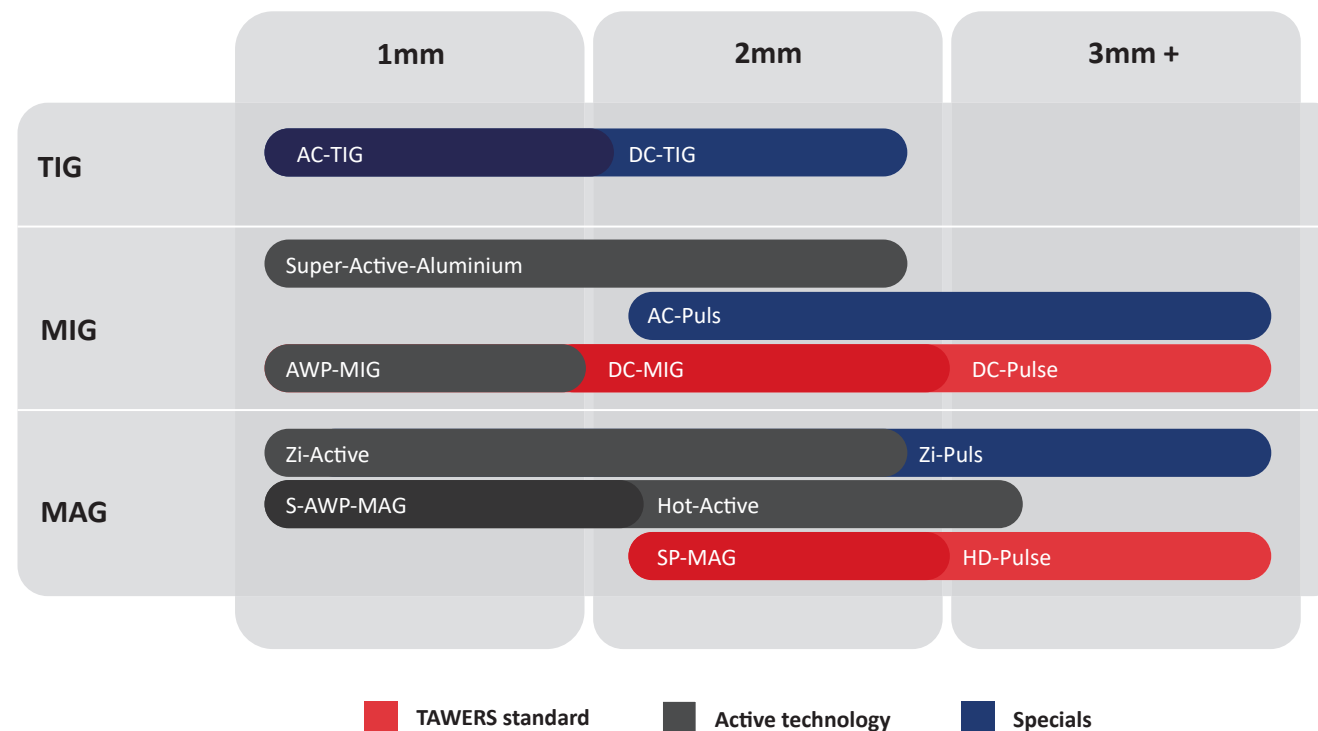 1mm 2mm 3mm +
TIG
AC-TIG DC-TIG
MIG
Super-Active-Aluminium
AC-Puls
AWP-MIG DC-MIG DC-Pulse
MAG
Zi-Active Zi-Puls
S-AWP-MAG Hot-Active
SP-MAG HD-Pulse
TAWERS standard Active technology Specials